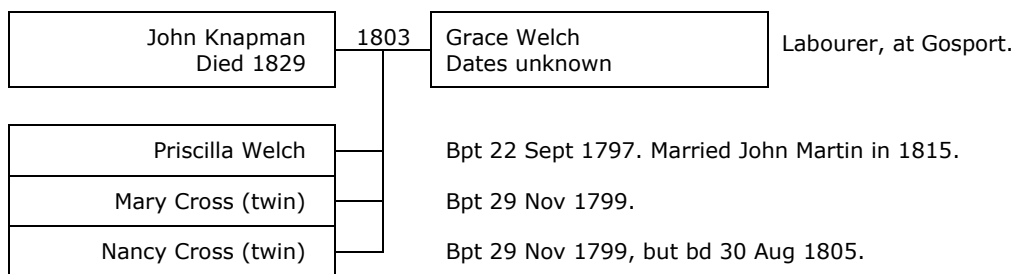 John Knapman 1803 Grace Welch Labourer, at Gosport.
Died 1829 Dates unknown
Priscilla Welch Bpt 22 Sept 1797. Married John Martin in 1815.
Mary Cross (twin) Bpt 29 Nov 1799.
Nancy Cross (twin) Bpt 29 Nov 1799, but bd 30 Aug 1805.